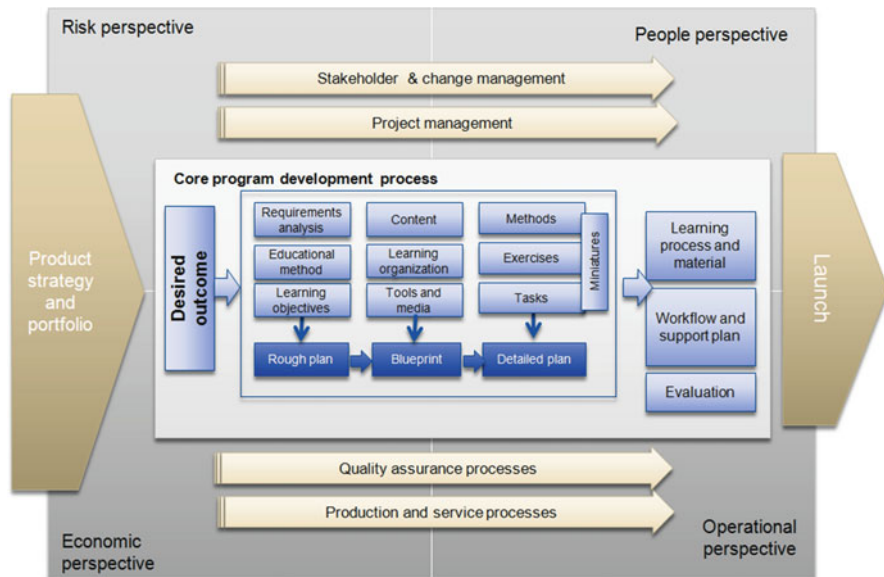 Risk perspective
People perspective
Stakeholder & change management
Project management
Product
strategy
and
portfolio
Core program development process
Desired
outcome
Requirements
analysis
Content
Methods
Educational
method
Learning
organization
Exercises
Learning
objectives
Tools and
media
Tasks
Miniatures
Rough plan
Blueprint
Detailed plan
Learning
process and
material
Workflow and
support plan
Evaluation
Launch
Quality assurance processes
Production and service processes
Economic
perspective
Operational
perspective